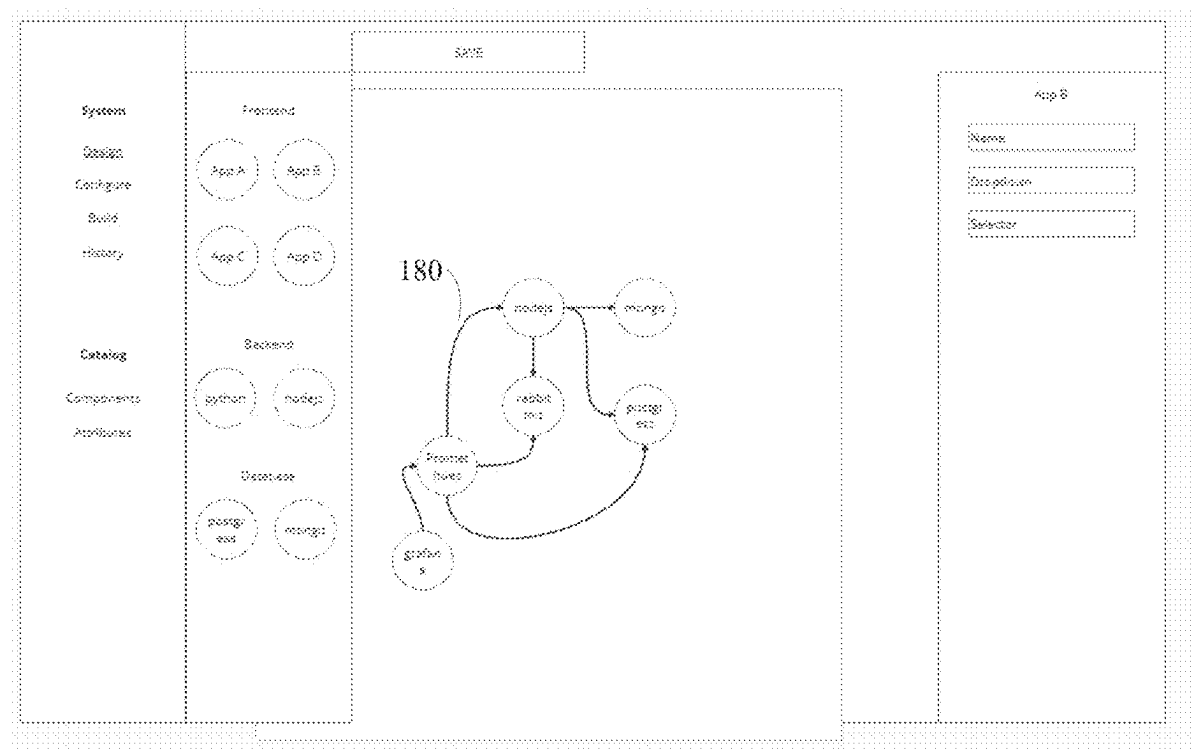 SAVE
System
Design
Configure
Build
History
Catalog
Components
Attributes
Frontend
App A
App B
App C
App D
Backend
python
nodejs
Database
postgr
esql
mongo
180
nodejs
mongo
rabbit
mq
postgr
esql
Promet
heus
grafan
a
App B
Name
Dropdown
Selector